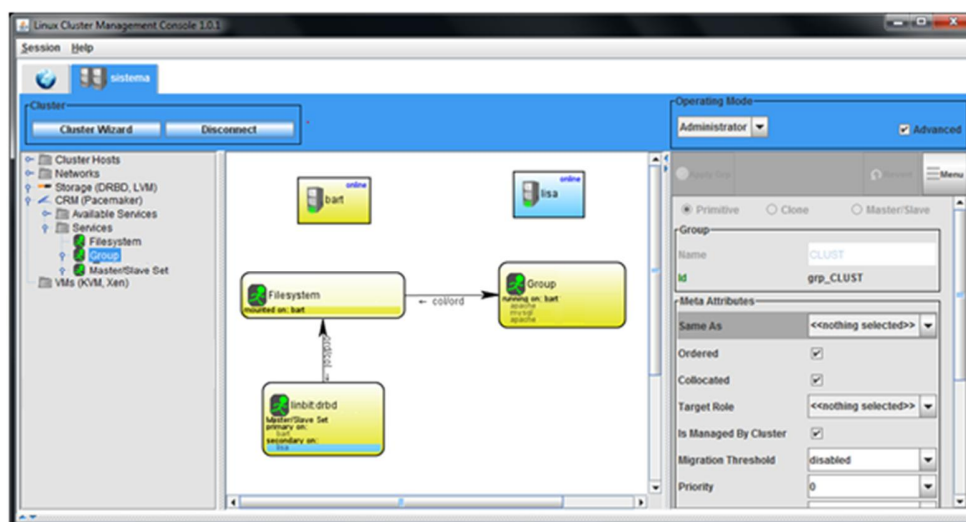 Linux Cluster Management Console 1.0.1
Session Help
sistema
Cluster
Cluster Wizard Disconnect
Operating Mode
Administrator
Advanced
Cluster Hosts
Networks
Storage (DRBD, LVM)
CRM (Pacemaker)
Available Services
Services
Filesystem
Group
Master/Slave Set
VMs (KVM, Xen)
online
bart
online
lisa
Filesystem
mounted on: bart
← col/ord
Group
running on: bart
apache
mysql
apache
ord/col →
linbit:drbd
Master/Slave Set
primary on:
bart
secondary on:
lisa
Menu
Primitive Clone Master/Slave
Group
Name CLUST
Id grp_CLUST
Meta Attributes
Same As <<nothing selected>>
Ordered
Collocated
Target Role <<nothing selected>>
Is Managed By Cluster
Migration Threshold disabled
Priority 0